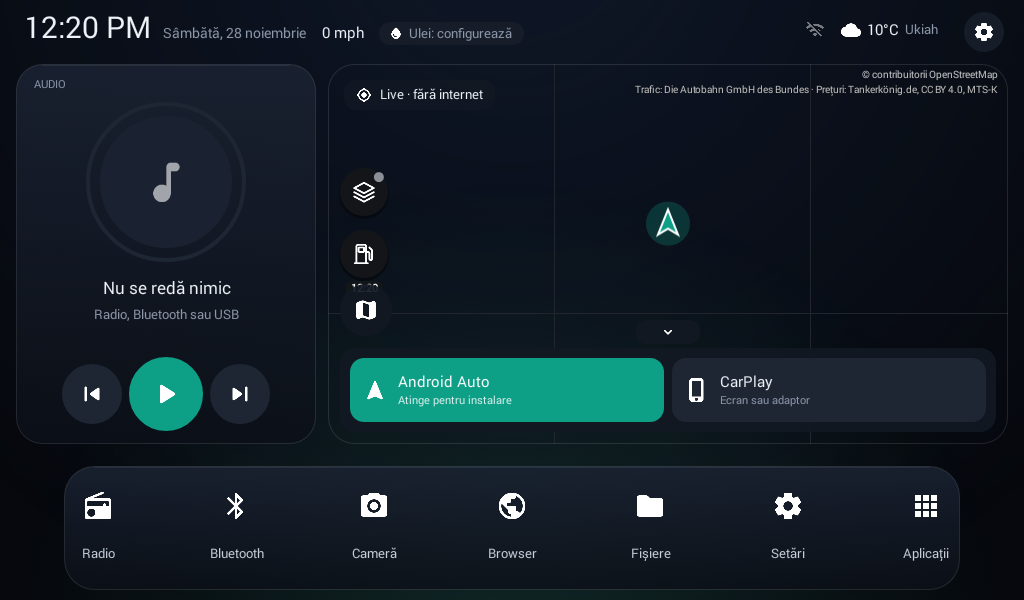 12:20 PM
Sâmbătă, 28 noiembrie
0 mph
Ulei: configurează
10°C Ukiah
AUDIO
Nu se redă nimic
Radio, Bluetooth sau USB
Live · fără internet
© contribuitorii OpenStreetMap
Trafic: Die Autobahn GmbH des Bundes · Prețuri: Tankerkönig.de, CC BY 4.0, MTS-K
12:20
Android Auto
Atinge pentru instalare
CarPlay
Ecran sau adaptor
Radio
Bluetooth
Cameră
Browser
Fișiere
Setări
Aplicații